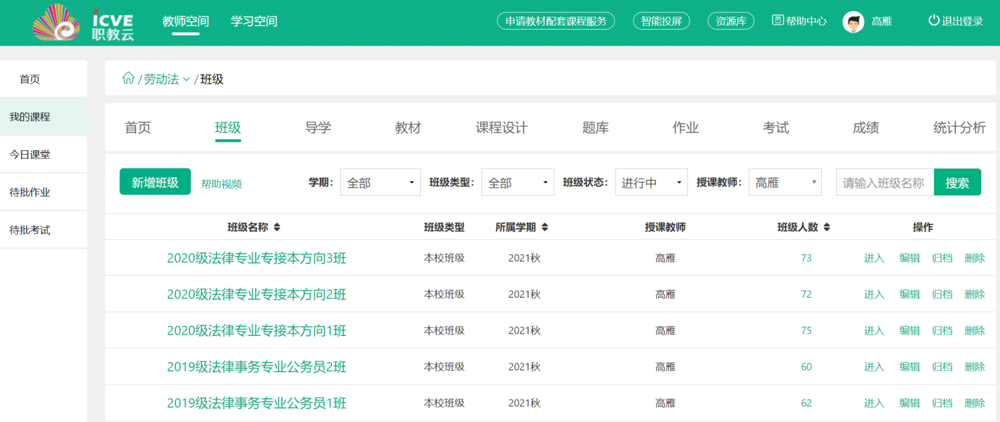 iCVE
职教云
教师空间 学习空间 申请教材配套课程服务 智能投屏 资源库 帮助中心 高雁 退出登录
首页
我的课程
今日课堂
待批作业
待批考试
/劳动法 /班级
首页 班级 导学 教材 课程设计 题库 作业 考试 成绩 统计分析
新增班级 帮助视频 学期: 全部 班级类型: 全部 班级状态: 进行中 授课教师: 高雁 请输入班级名称 搜索
班级名称 班级类型 所属学期 授课教师 班级人数 操作
2020级法律专业专接本方向3班 本校班级 2021秋 高雁 73 进入 编辑 归档 删除
2020级法律专业专接本方向2班 本校班级 2021秋 高雁 72 进入 编辑 归档 删除
2020级法律专业专接本方向1班 本校班级 2021秋 高雁 75 进入 编辑 归档 删除
2019级法律事务专业公务员2班 本校班级 2021秋 高雁 60 进入 编辑 归档 删除
2019级法律事务专业公务员1班 本校班级 2021秋 高雁 62 进入 编辑 归档 删除